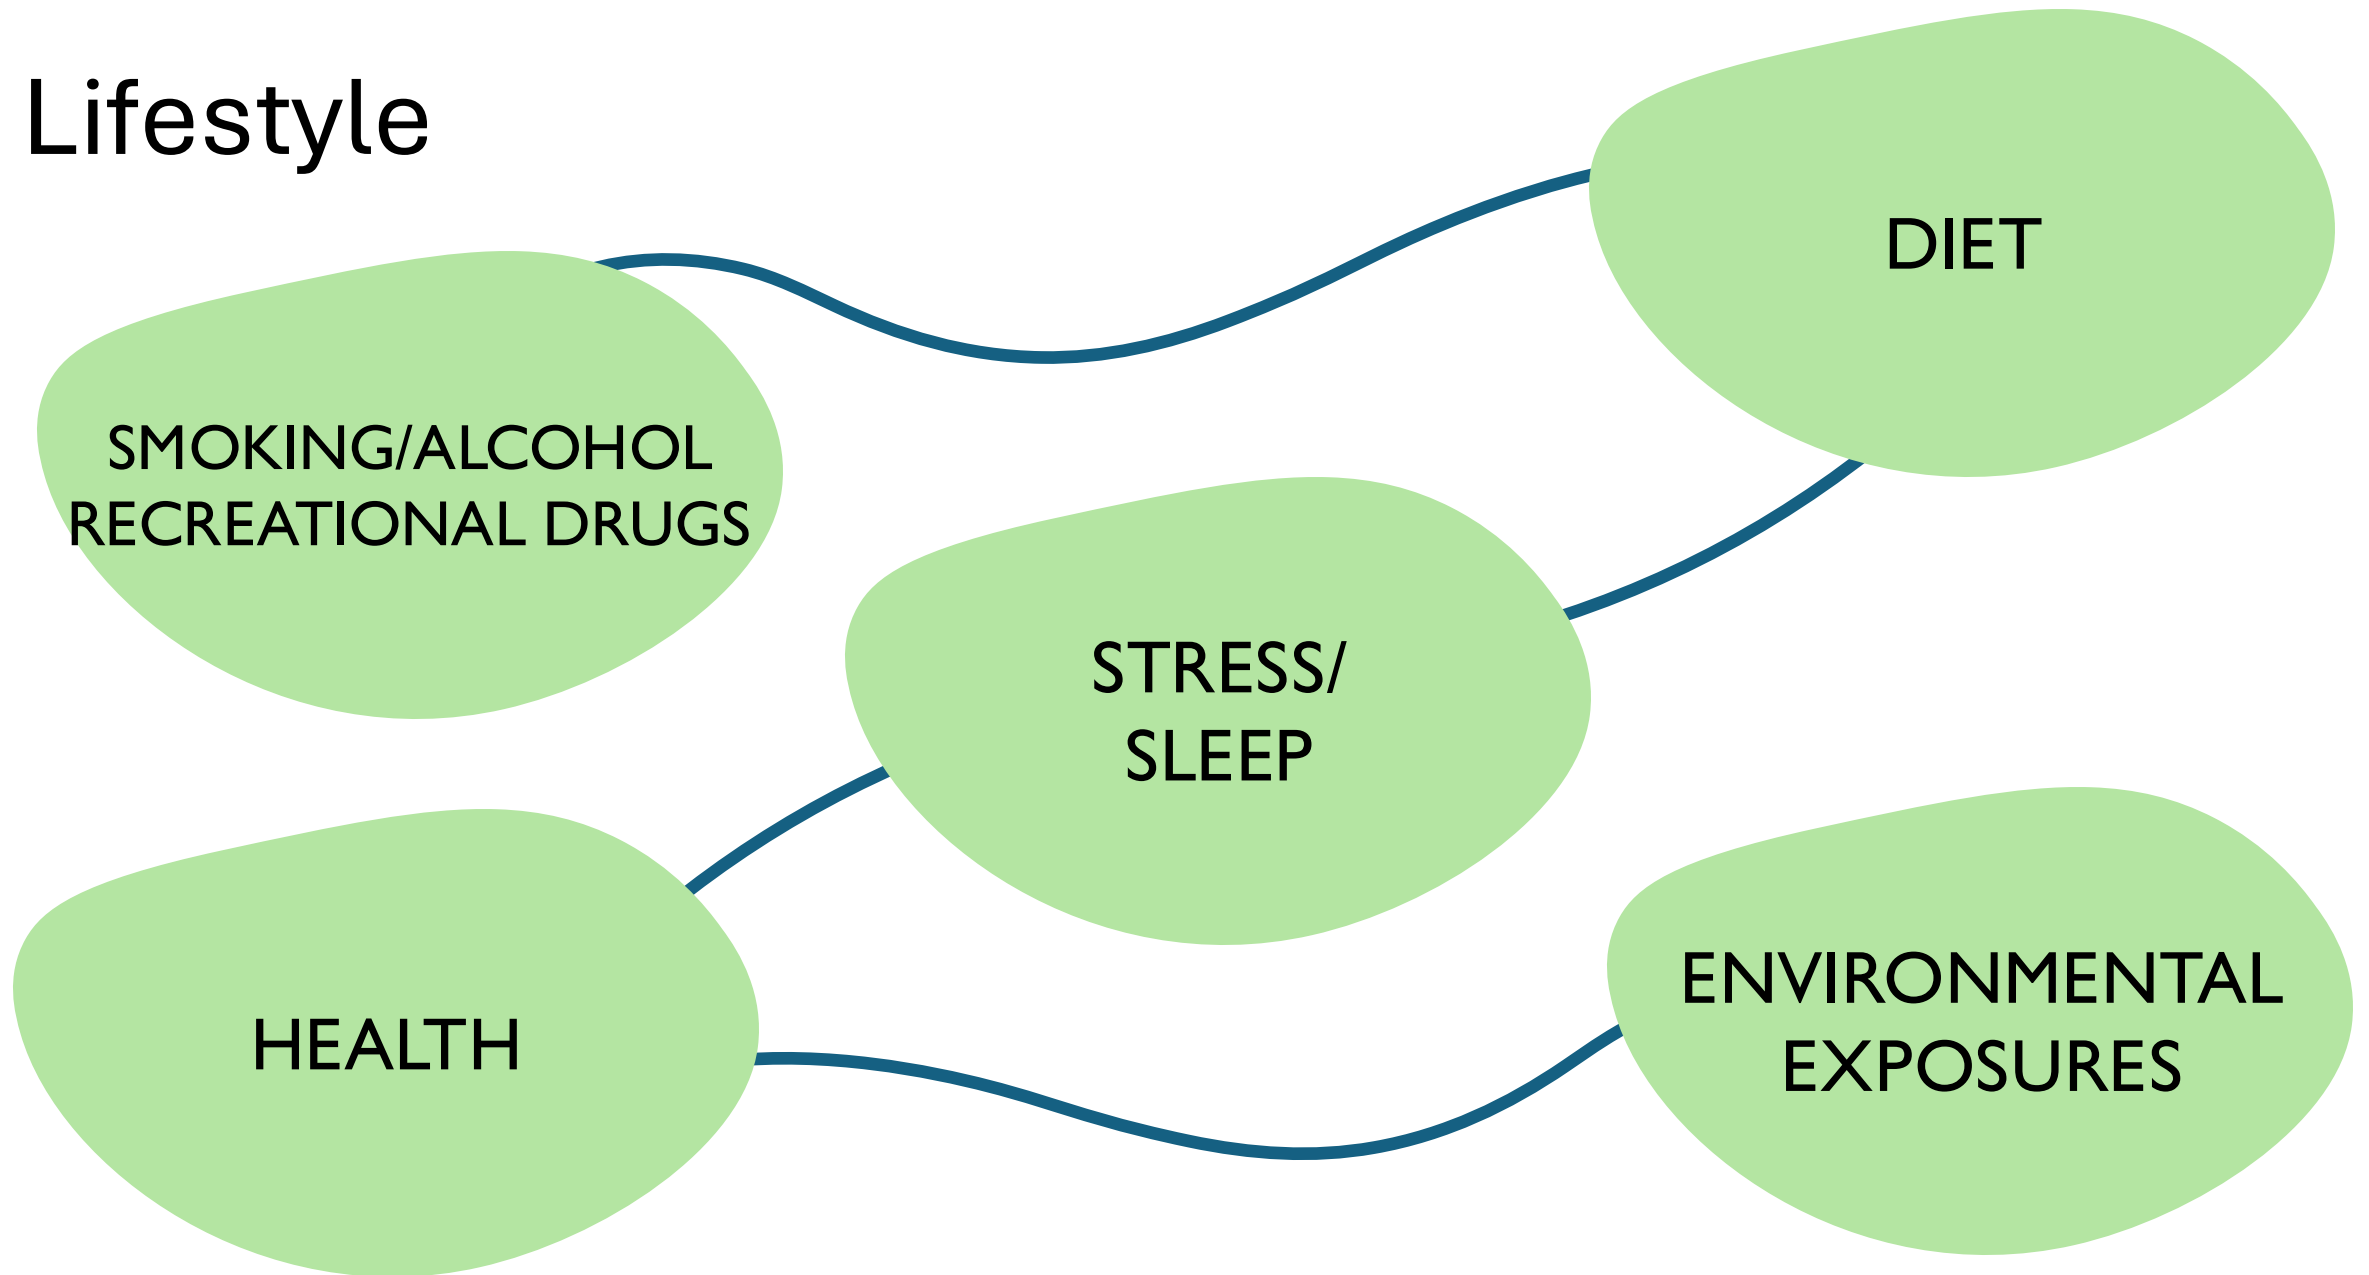 Lifestyle
DIET
SMOKING/ALCOHOL
RECREATIONAL DRUGS
STRESS/
SLEEP
HEALTH
ENVIRONMENTAL
EXPOSURES